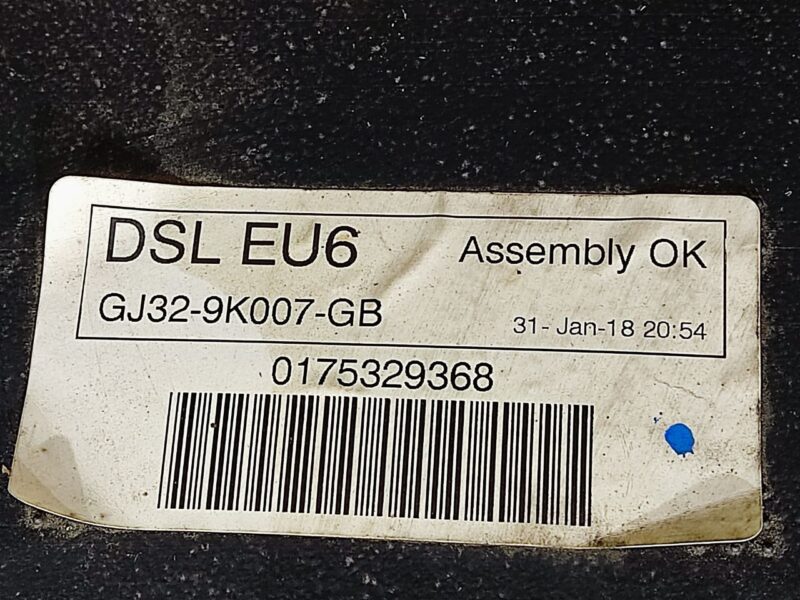 DSL EU6
Assembly OK
GJ32-9K007-GB
31- Jan-18 20:54
0175329368